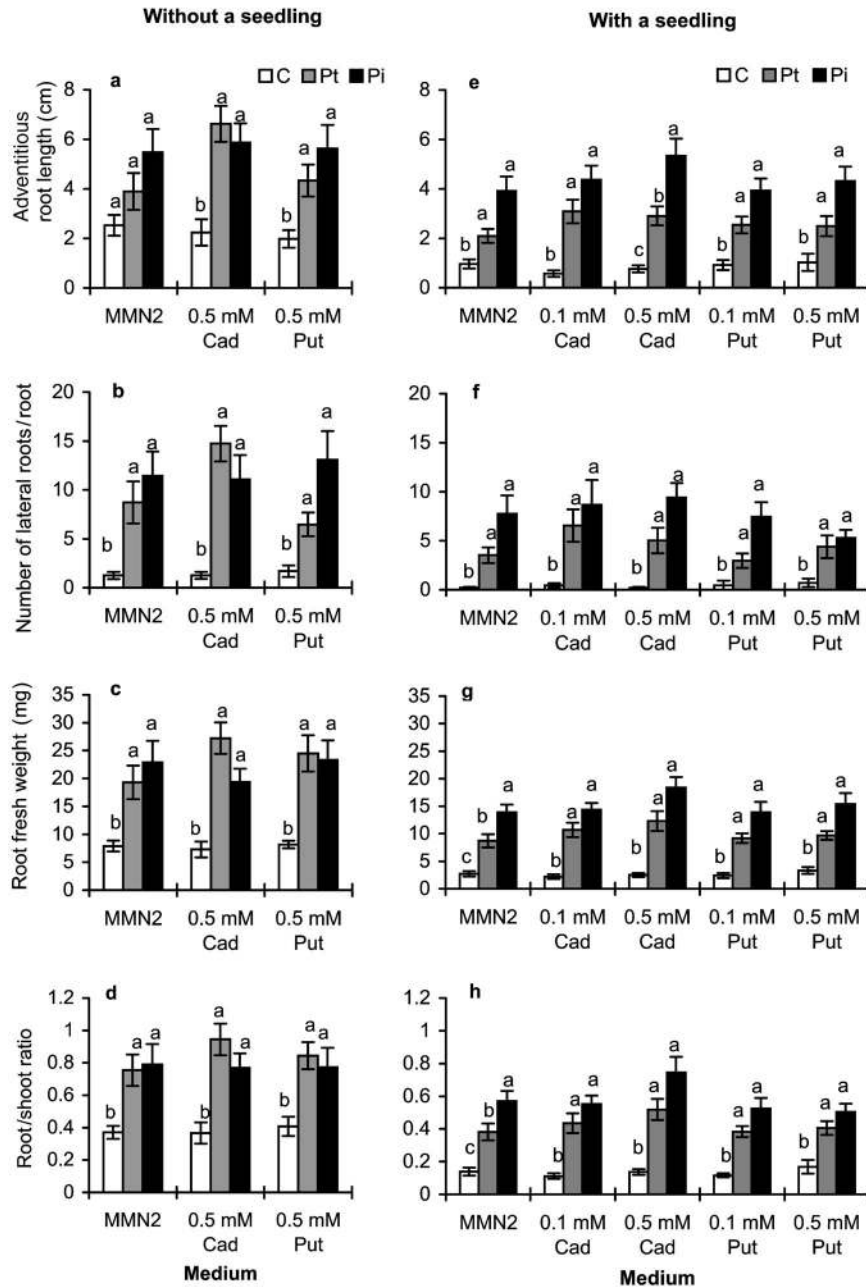 Without a seedling
With a seedling
a
C Pt Pi
Adventitious
root length (cm)
8
6
4
2
0
a a a
b a a
b a a
MMN2 0.5 mM 0.5 mM
Cad Put
e
C Pt Pi
8
6
4
2
0
b a a
b a a
c b a
b a a
b a a
MMN2 0.1 mM 0.5 mM 0.1 mM 0.5 mM
Cad Cad Put Put
b
Number of lateral roots/root
20
15
10
5
0
b a a
b a a
b a a
MMN2 0.5 mM 0.5 mM
Cad Put
f
20
15
10
5
0
b a a
b a a
b a a
b a a
b a a
MMN2 0.1 mM 0.5 mM 0.1 mM 0.5 mM
Cad Cad Put Put
c
Root fresh weight (mg)
35
30
25
20
15
10
5
0
b a a
b a a
b a a
MMN2 0.5 mM 0.5 mM
Cad Put
g
35
30
25
20
15
10
5
0
c b a
b a a
b a a
b a a
b a a
MMN2 0.1 mM 0.5 mM 0.1 mM 0.5 mM
Cad Cad Put Put
d
Root/shoot ratio
1.2
1
0.8
0.6
0.4
0.2
0
b a a
b a a
b a a
MMN2 0.5 mM 0.5 mM
Cad Put
Medium
h
1.2
1
0.8
0.6
0.4
0.2
0
c b a
b a a
b a a
b a a
b a a
MMN2 0.1 mM 0.5 mM 0.1 mM 0.5 mM
Cad Cad Put Put
Medium